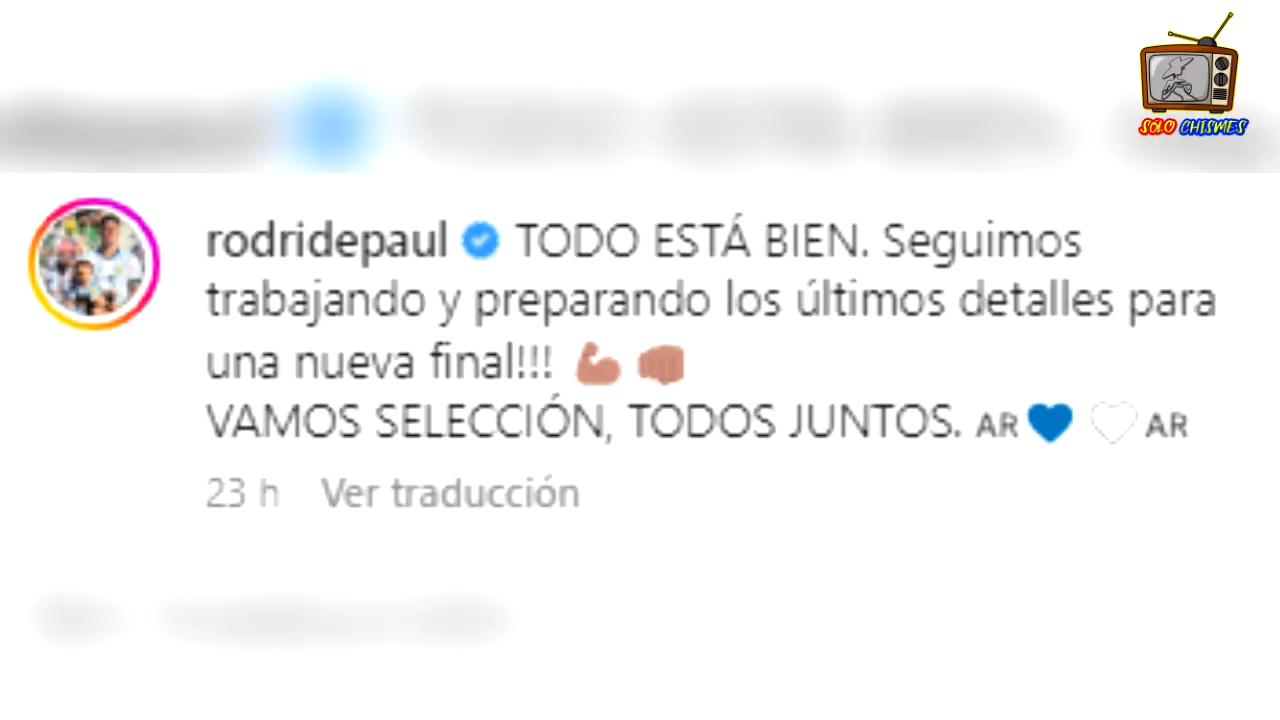 SOLO CHISMES
rodridepaul TODO ESTÁ BIEN. Seguimos
trabajando y preparando los últimos detalles para
una nueva final!!! 💪👊
VAMOS SELECCIÓN, TODOS JUNTOS. AR💙 🤍AR
23 h Ver traducción